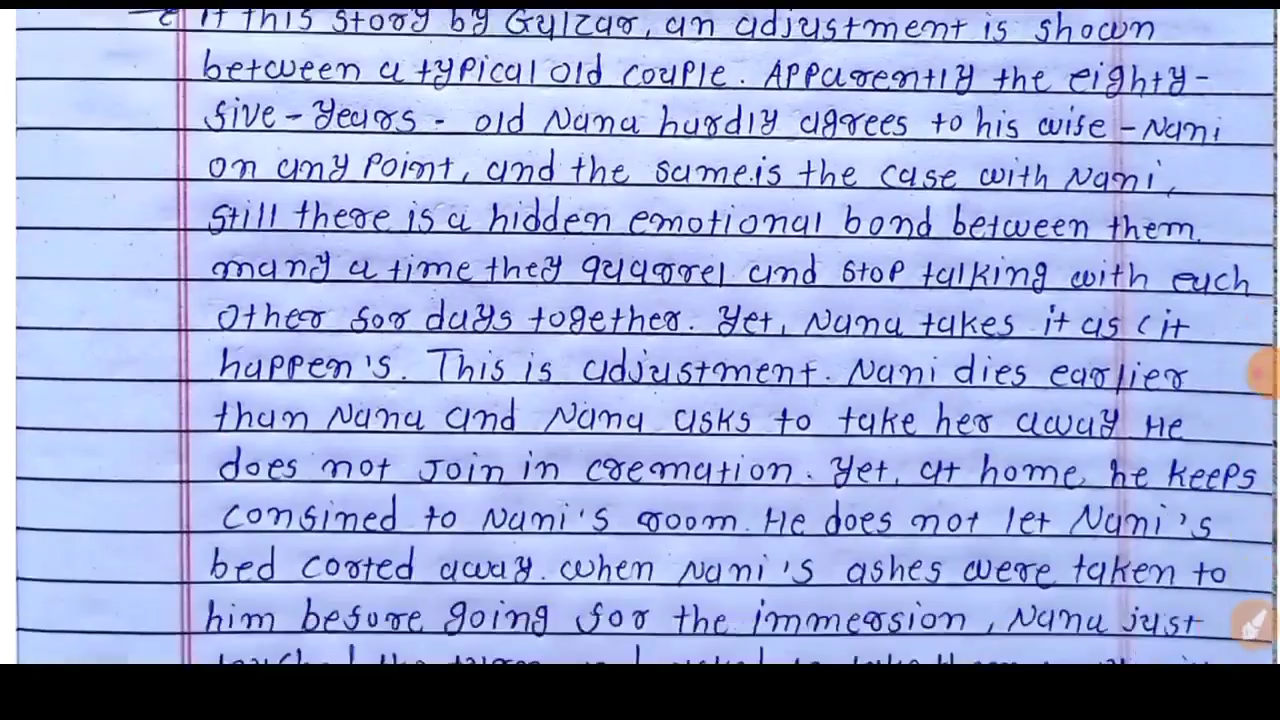 If this story by Gulzar, an adjustment is shown
between a typical old couple. Apparently the eighty-
five-years-old Nana hardly agrees to his wife-Nani
on any point, and the same.is the case with Nani,
still there is a hidden emotional bond between them.
many a time they quarrel and stop talking with each
other for days together. Yet, Nana takes it as (it
happen's. This is adjustment. Nani dies earlier
than Nana and Nana asks to take her away He
does not join in cremation. Yet, at home, he keeps
confined to Nani's room. He does not let Nani's
bed corted away. when Nani's ashes were taken to
him before going for the immersion, Nana just